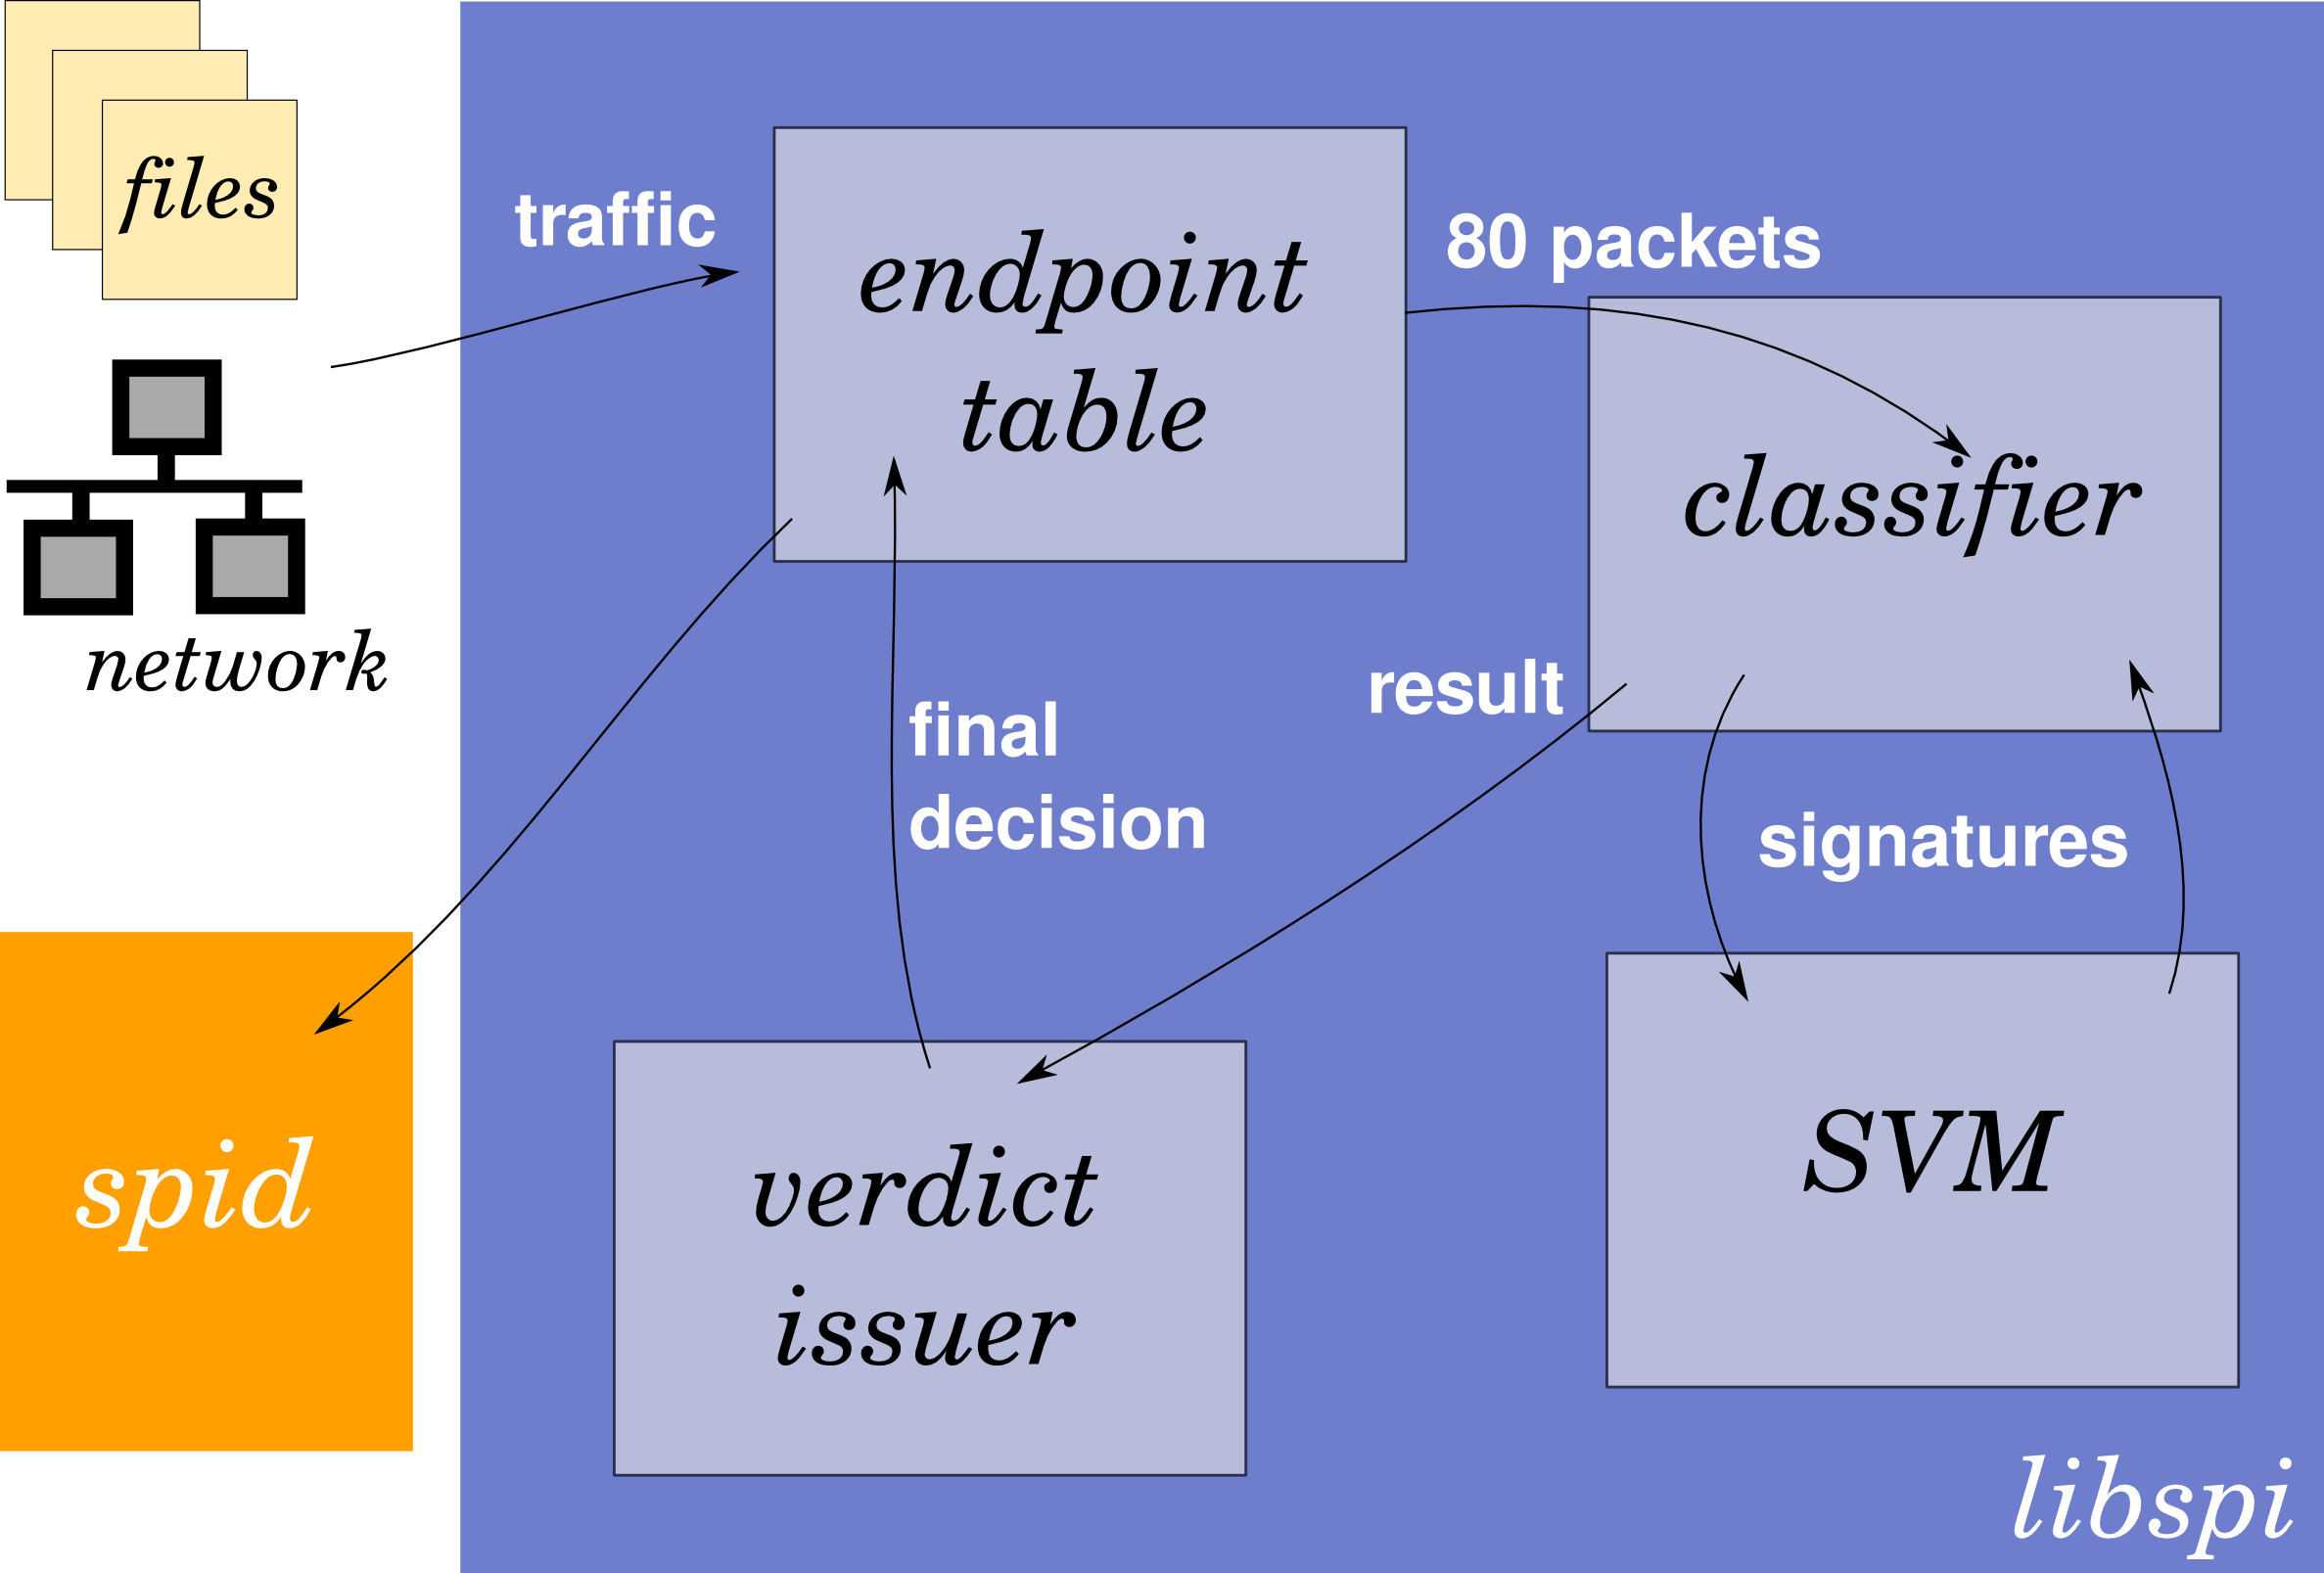 files
network
traffic
endpoint
table
80 packets
classifier
result
final
decision
signatures
spid
verdict
issuer
SVM
libspi